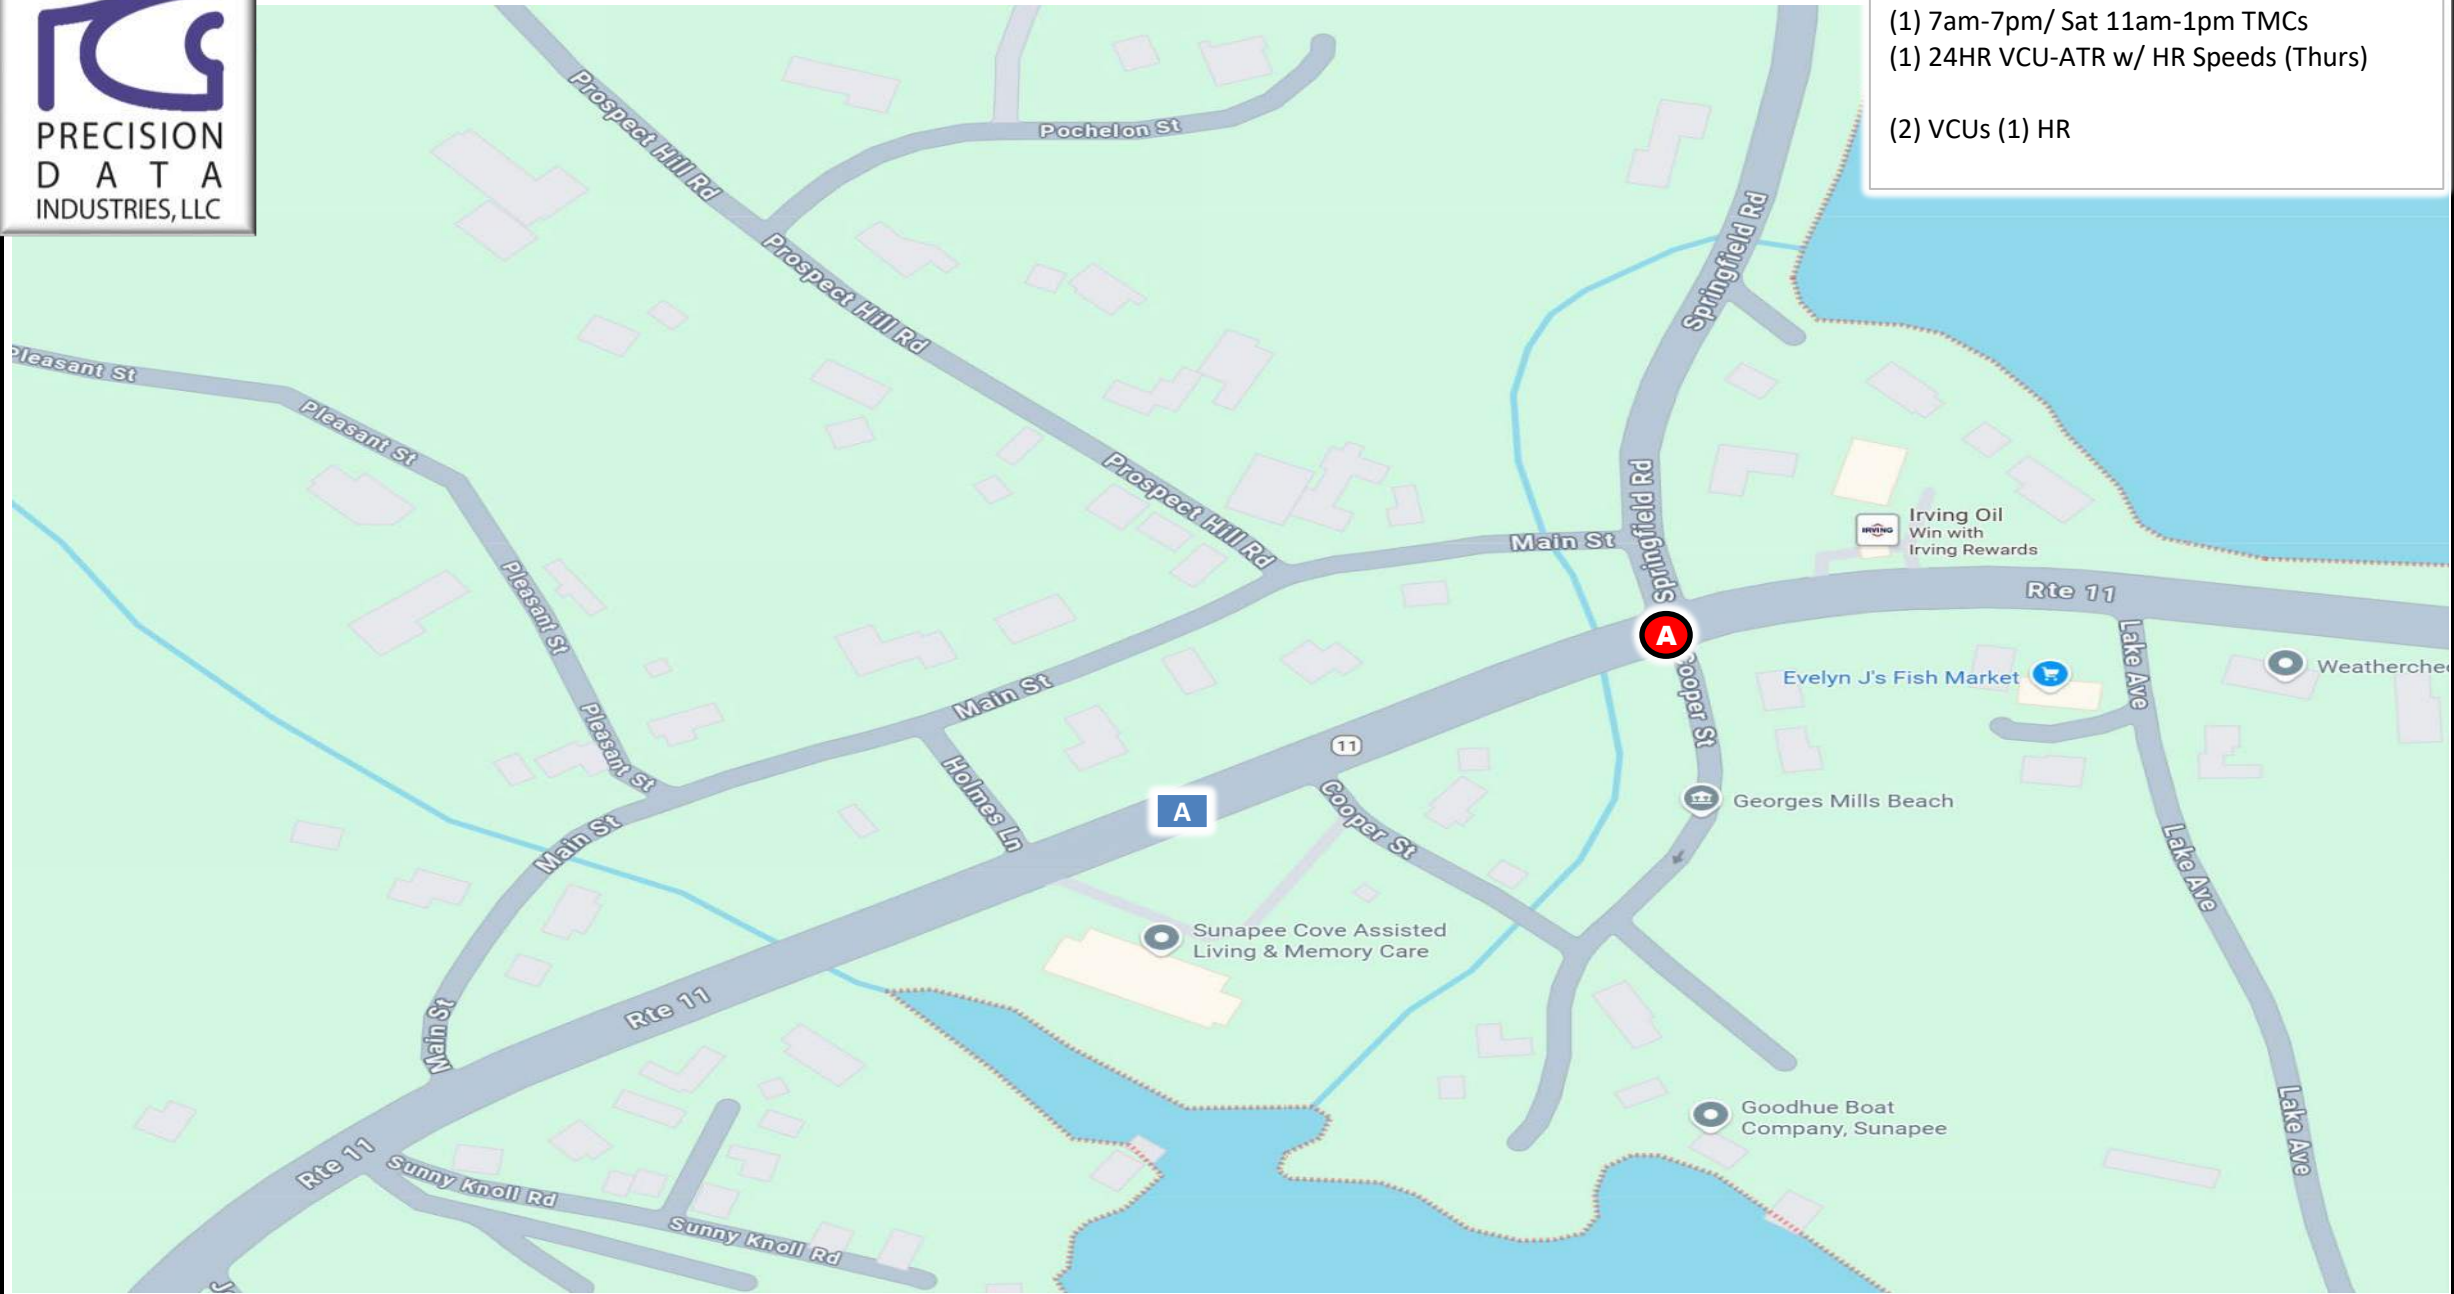 PRECISION
D A T A
INDUSTRIES, LLC
(1) 7am-7pm/ Sat 11am-1pm TMCs
(1) 24HR VCU-ATR w/ HR Speeds (Thurs)
(2) VCUs (1) HR
Prospect Hill Rd
Pochelon St
Springfield Rd
Prospect Hill Rd
Pleasant St
Pleasant St
Prospect Hill Rd
Springfield Rd
Main St
Irving Oil
Win with
Irving Rewards
IRVING
Pleasant St
Rte 11
A
Lake Ave
Cooper St
Evelyn J's Fish Market
Main St
Pleasant St
11
Holmes Ln
A
Cooper St
Georges Mills Beach
Main St
Lake Ave
Sunapee Cove Assisted
Living & Memory Care
Rte 11
Main St
Goodhue Boat
Company, Sunapee
Rte 11
Sunny Knoll Rd
Lake Ave
Sunny Knoll Rd